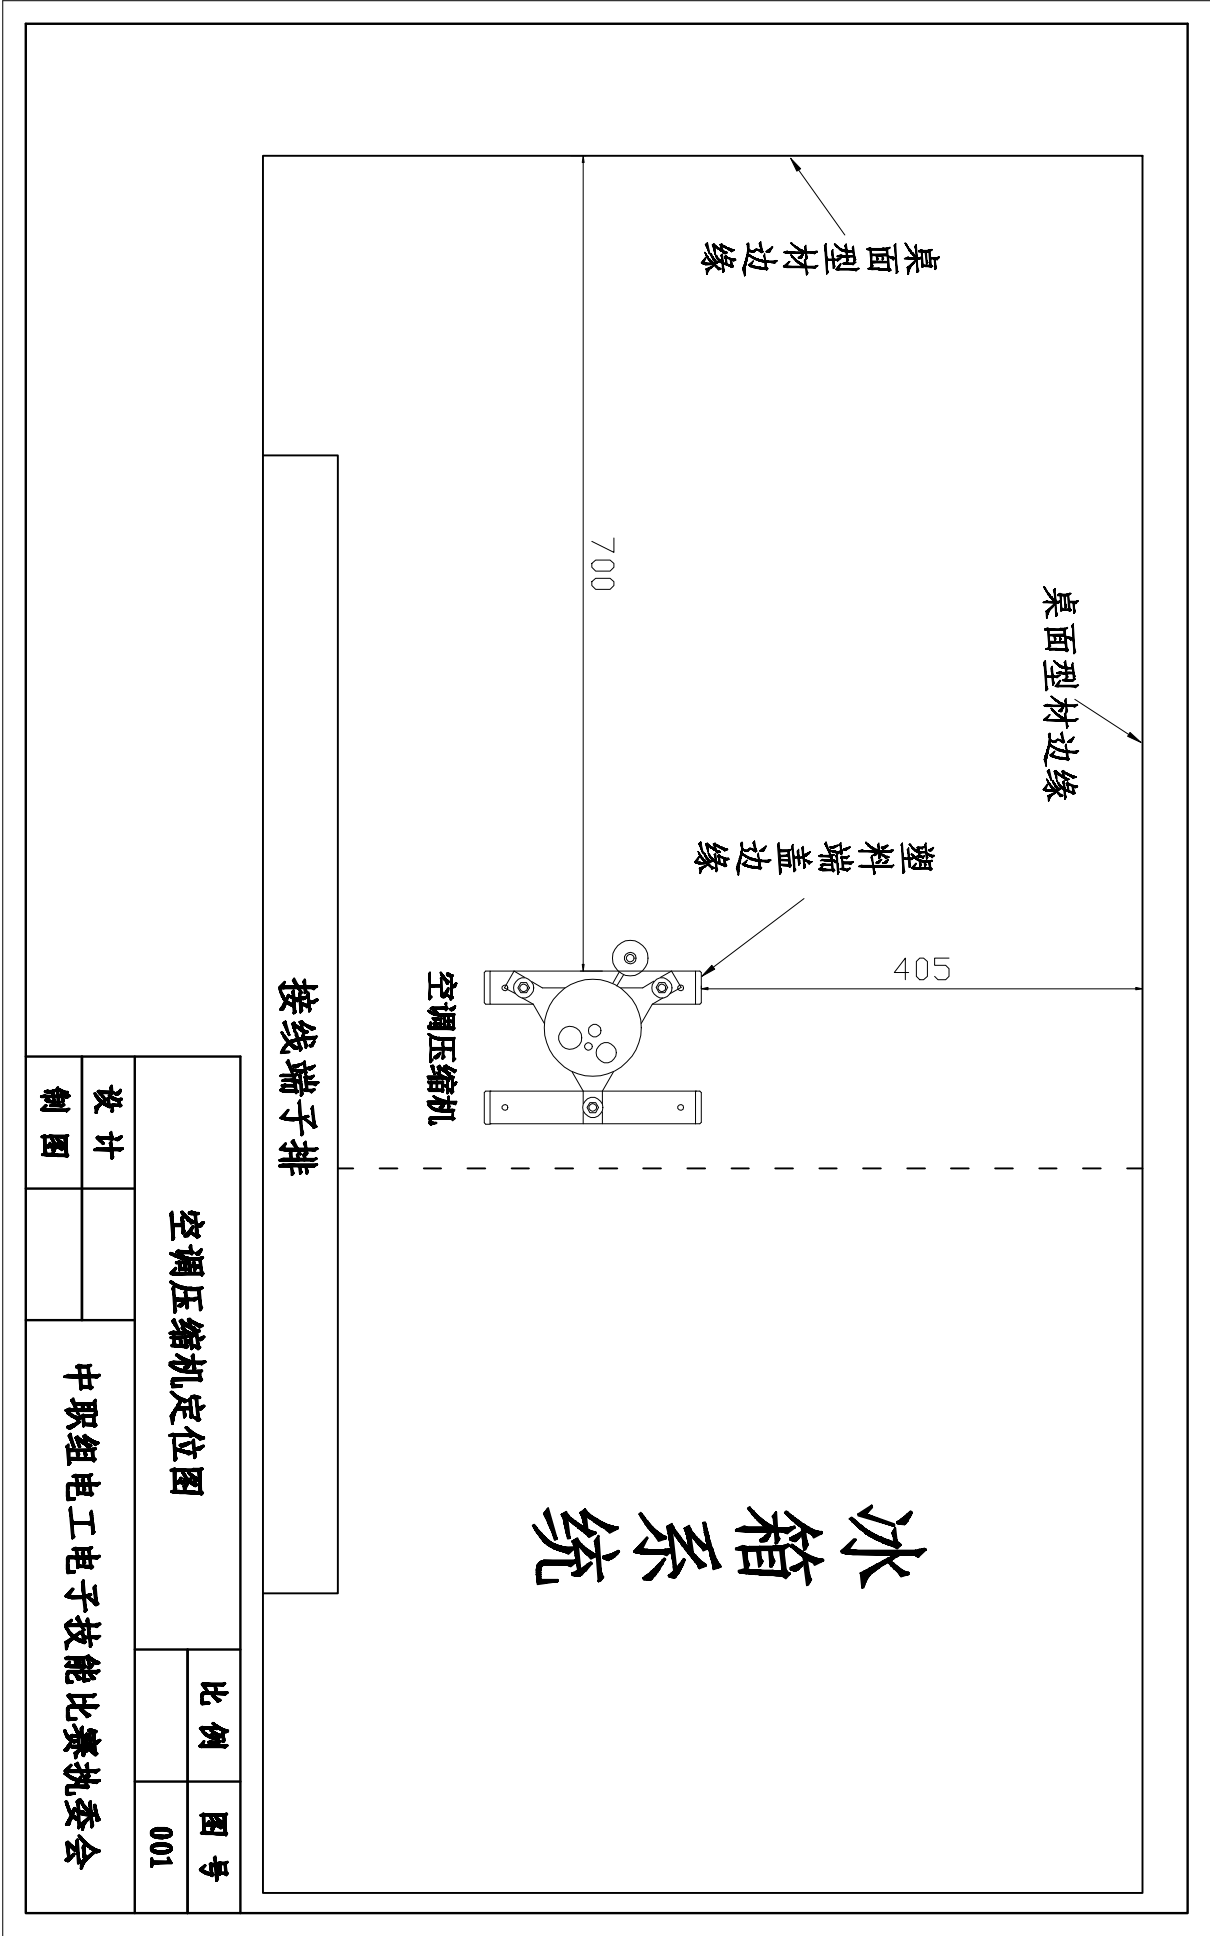 桌面型材边缘
桌面型材边缘
塑料端盖边缘
405
700
空调压缩机
冰箱系统
接线端子排
空调压缩机定位图
比例
图号
001
设计
制图
中职组电工电子技能比赛执委会